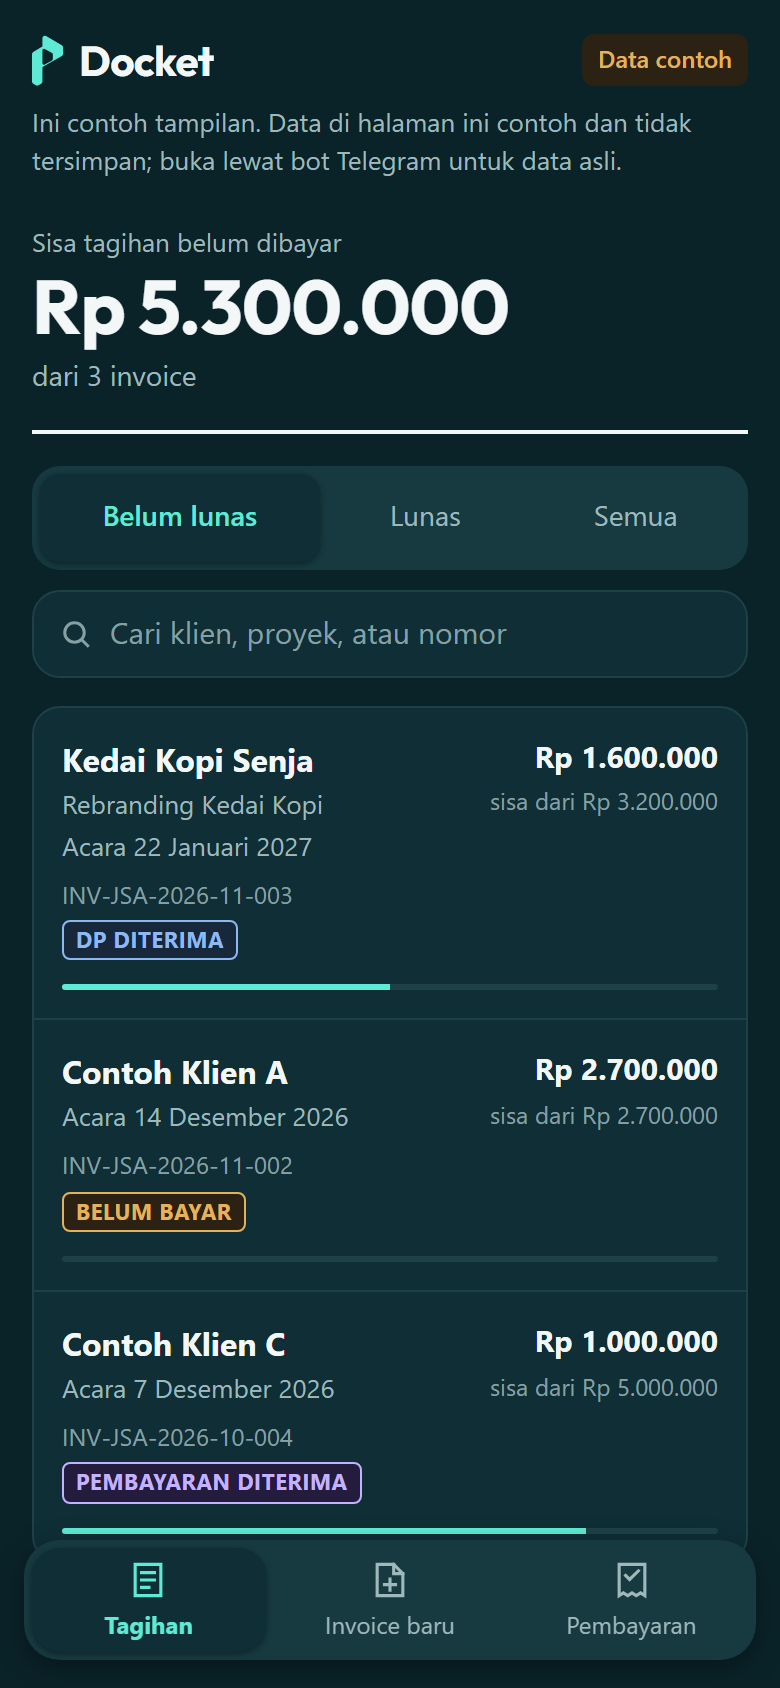 Docket
Data contoh
Ini contoh tampilan. Data di halaman ini contoh dan tidak
tersimpan; buka lewat bot Telegram untuk data asli.
Sisa tagihan belum dibayar
Rp 5.300.000
dari 3 invoice
Belum lunas
Lunas
Semua
Cari klien, proyek, atau nomor
Kedai Kopi Senja
Rp 1.600.000
Rebranding Kedai Kopi
sisa dari Rp 3.200.000
Acara 22 Januari 2027
INV-JSA-2026-11-003
DP DITERIMA
Contoh Klien A
Rp 2.700.000
Acara 14 Desember 2026
sisa dari Rp 2.700.000
INV-JSA-2026-11-002
BELUM BAYAR
Contoh Klien C
Rp 1.000.000
Acara 7 Desember 2026
sisa dari Rp 5.000.000
INV-JSA-2026-10-004
PEMBAYARAN DITERIMA
Tagihan
Invoice baru
Pembayaran